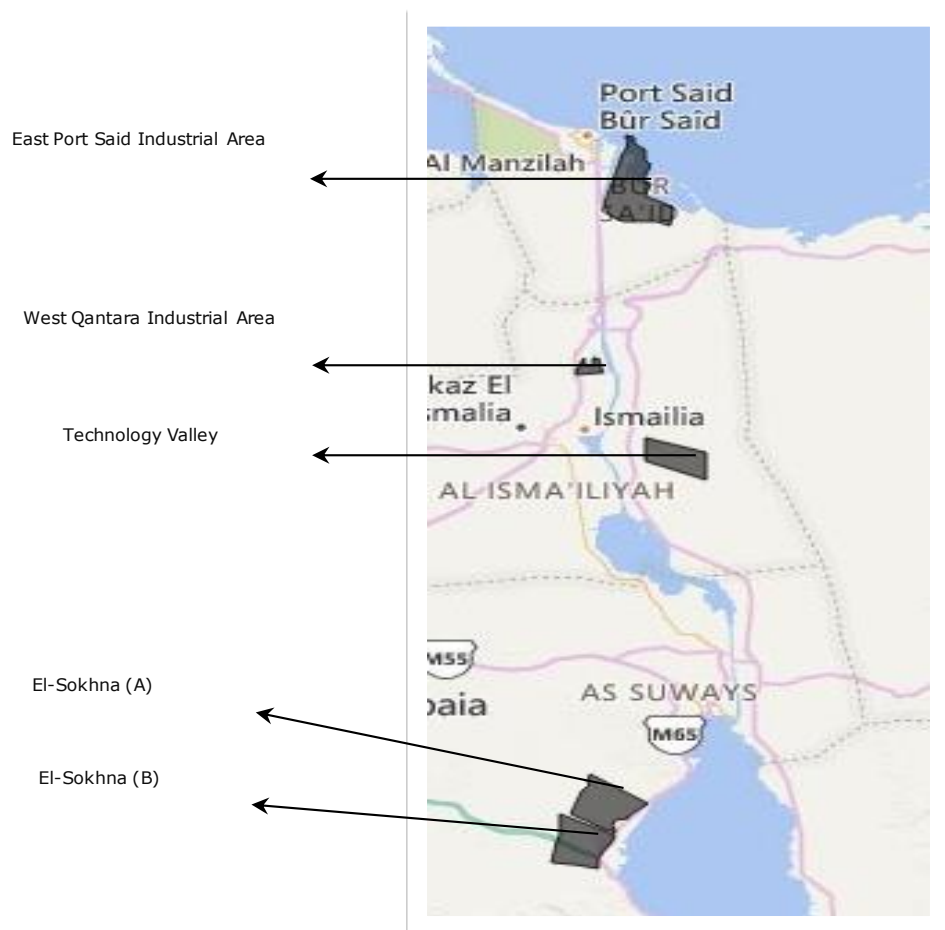 East Port Said Industrial Area
West Qantara Industrial Area
Technology Valley
El-Sokhna (A)
El-Sokhna (B)
Port Said
Bûr Saîd
Al Manzilah
BUR
SA'ID
kaz El
smalia
Ismailia
AL ISMA'ILIYAH
M55
AS SUWAYS
baia
M65